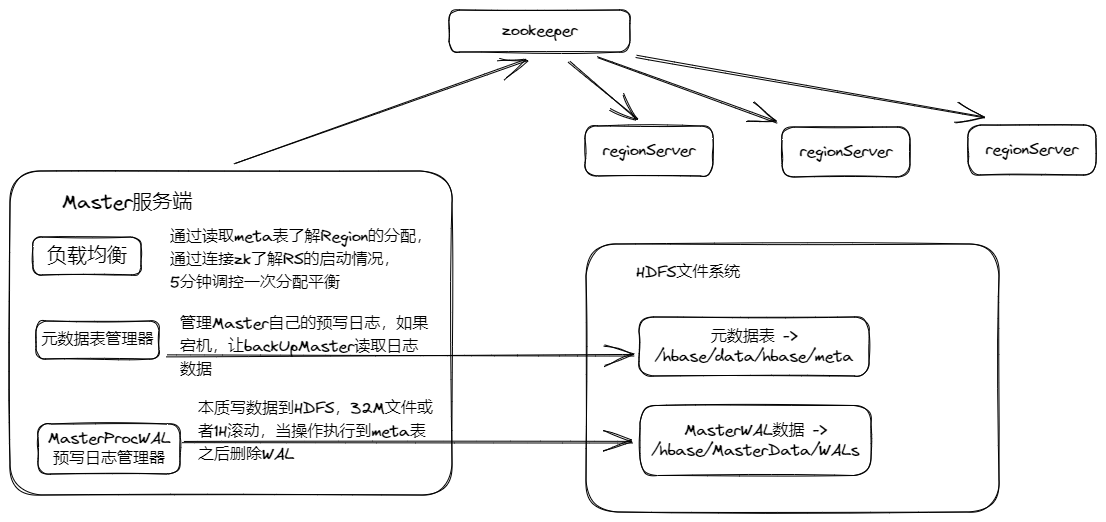 zookeeper
regionServer
regionServer
regionServer
Master服务端
负载均衡
通过读取meta表了解Region的分配，
通过连接zk了解RS的启动情况，
5分钟调控一次分配平衡
元数据表管理器
管理Master自己的预写日志，如果
宕机，让backUpMaster读取日志
数据
MasterProcWAL
预写日志管理器
本质写数据到HDFS，32M文件或
者1H滚动，当操作执行到meta表
之后删除WAL
HDFS文件系统
元数据表 ->
/hbase/data/hbase/meta
MasterWAL数据 ->
/hbase/MasterData/WALs